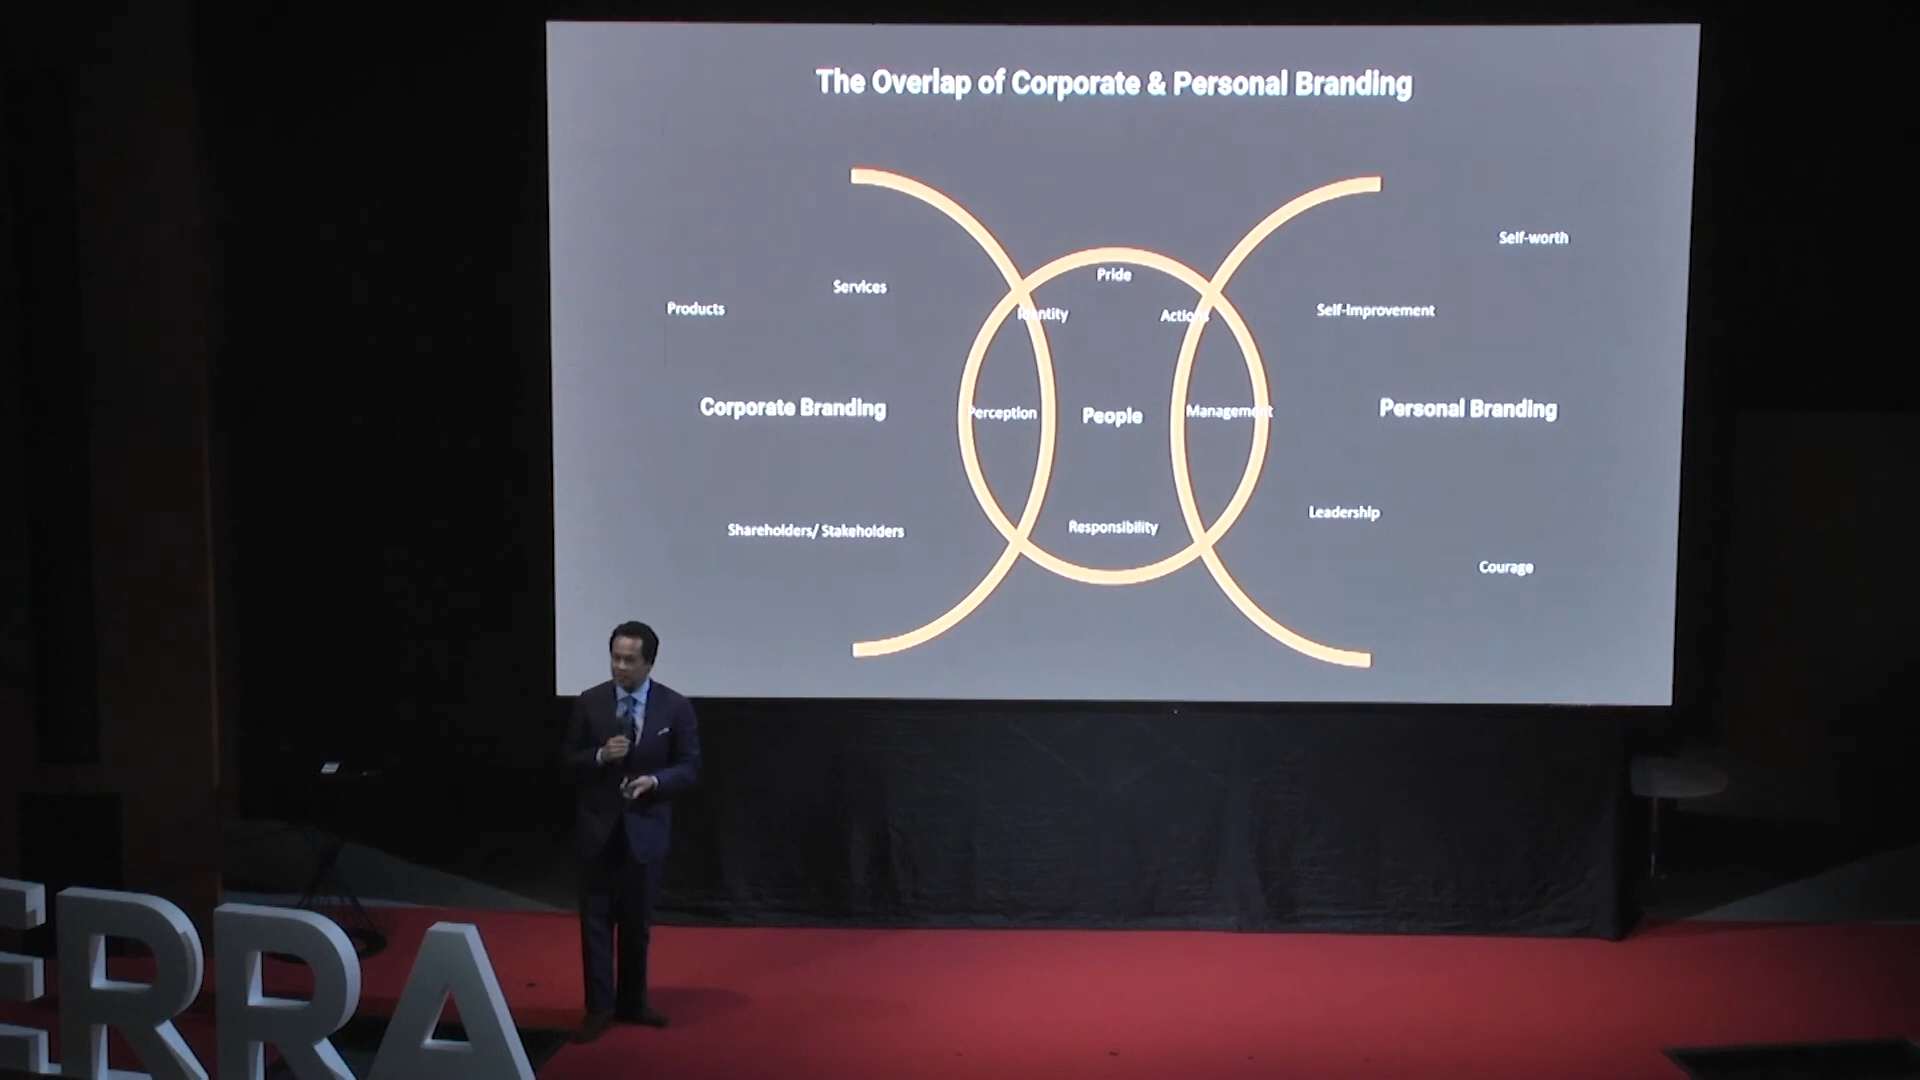 The Overlap of Corporate & Personal Branding
Self-worth
Pride
Services
Products
Identity
Actions
Self-Improvement
Corporate Branding
Perception
People
Management
Personal Branding
Shareholders/ Stakeholders
Responsibility
Leadership
Courage
ERRA